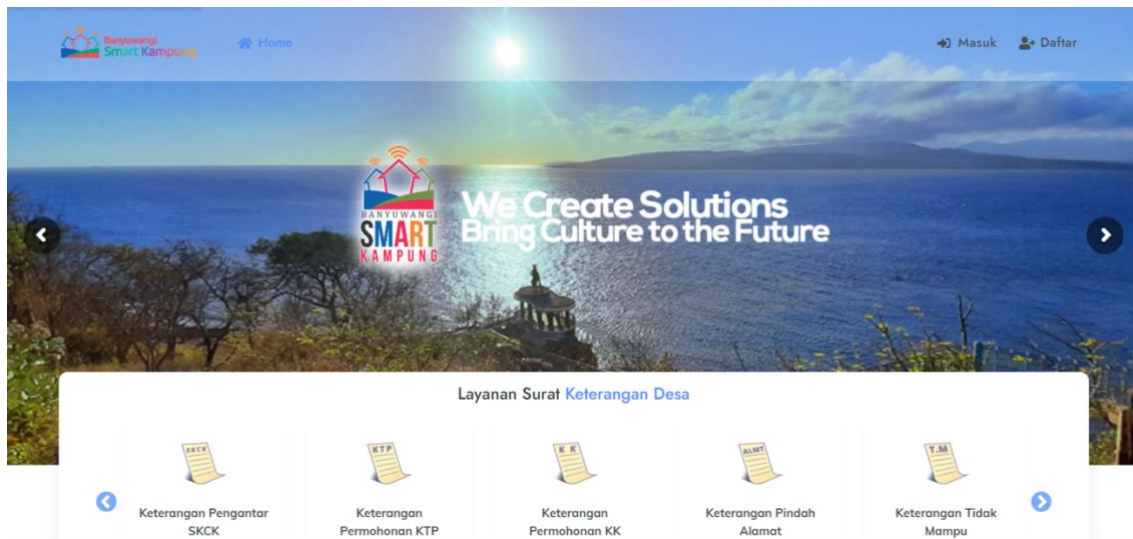 Banyuwangi
Smart Kampung
Home
Masuk
Daftar
BANYUWANGI
SMART
KAMPUNG
We Create Solutions
Bring Culture to the Future
Layanan Surat Keterangan Desa
SKCK
KTP
K K
ALMT
T.M
Keterangan Pengantar
SKCK
Keterangan
Permohonan KTP
Keterangan
Permohonan KK
Keterangan Pindah
Alamat
Keterangan Tidak
Mampu